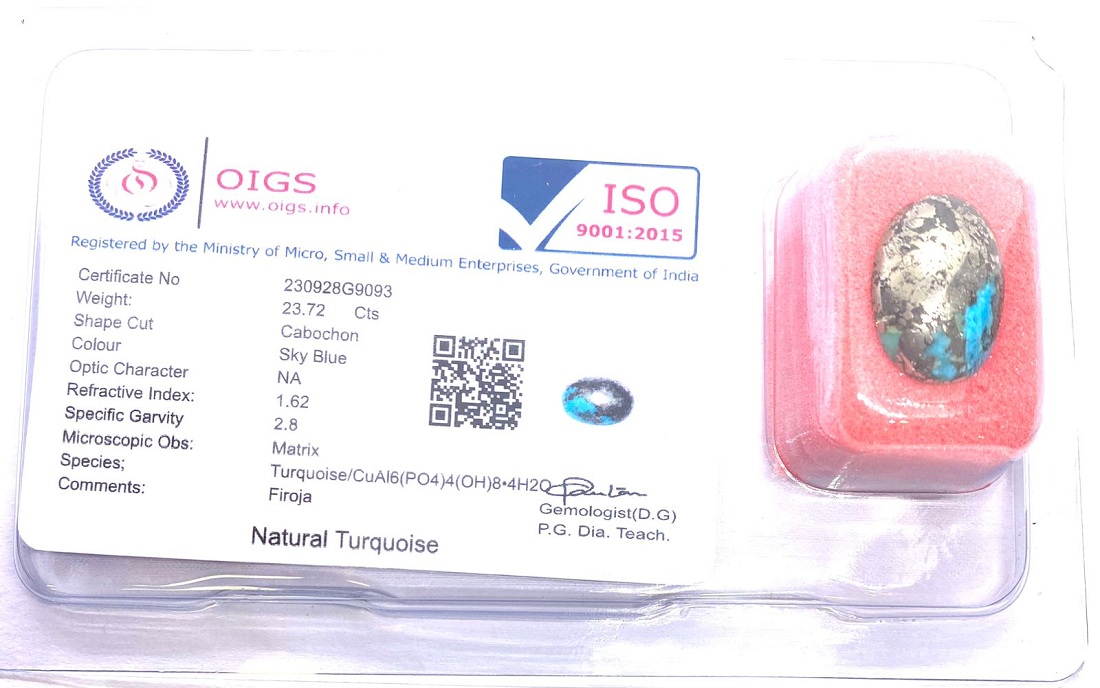 OIGS
www.oigs.info
ISO
9001:2015
Registered by the Ministry of Micro, Small & Medium Enterprises, Government of India
Certificate No 230928G9093
Weight: 23.72 Cts
Shape Cut Cabochon
Colour Sky Blue
Optic Character NA
Refractive Index: 1.62
Specific Garvity 2.8
Microscopic Obs: Matrix
Species; Turquoise/CuAl6(PO4)4(OH)8•4H2O
Comments: Firoja
Gemologist(D.G)
P.G. Dia. Teach.
Natural Turquoise